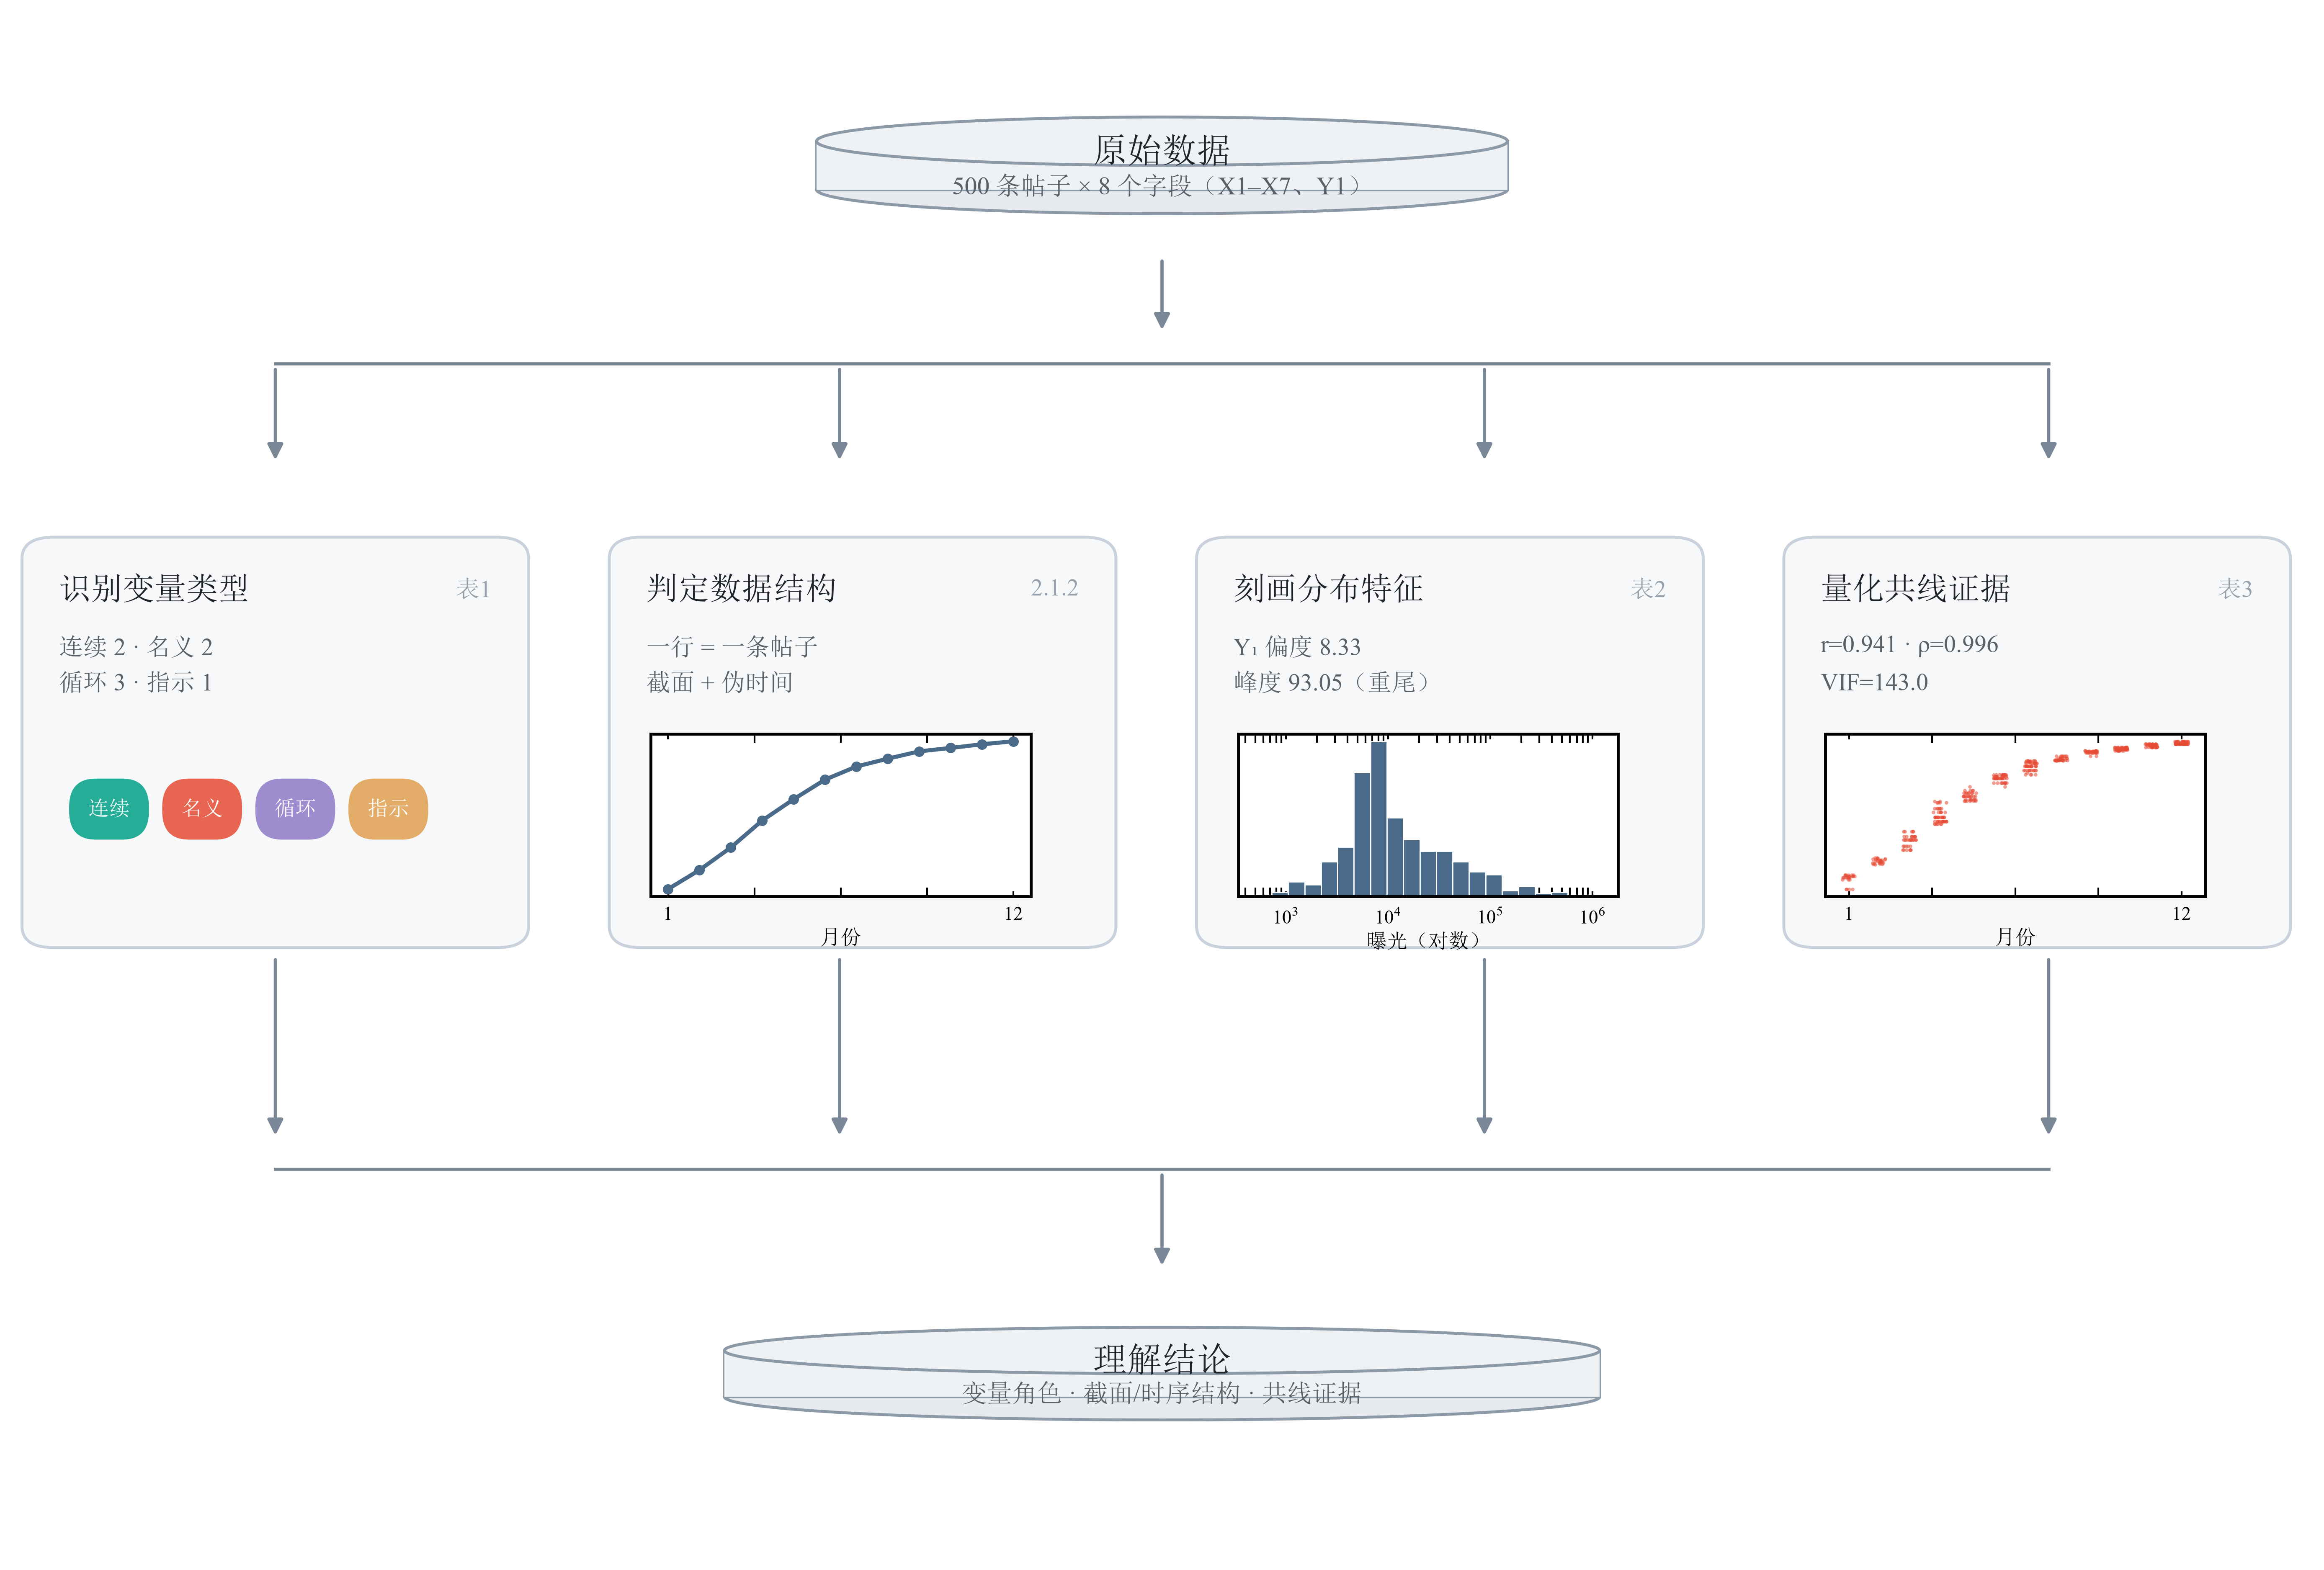 原始数据
500 条帖子 × 8 个字段（X1–X7、Y1）
识别变量类型
表1
连续 2 · 名义 2
循环 3 · 指示 1
连续
名义
循环
指示
判定数据结构
2.1.2
一行 = 一条帖子
截面 + 伪时间
1
12
月份
刻画分布特征
表2
Y₁ 偏度 8.33
峰度 93.05（重尾）
10³
10⁴
10⁵
10⁶
曝光（对数）
量化共线证据
表3
r=0.941 · ρ=0.996
VIF=143.0
1
12
月份
理解结论
变量角色 · 截面/时序结构 · 共线证据